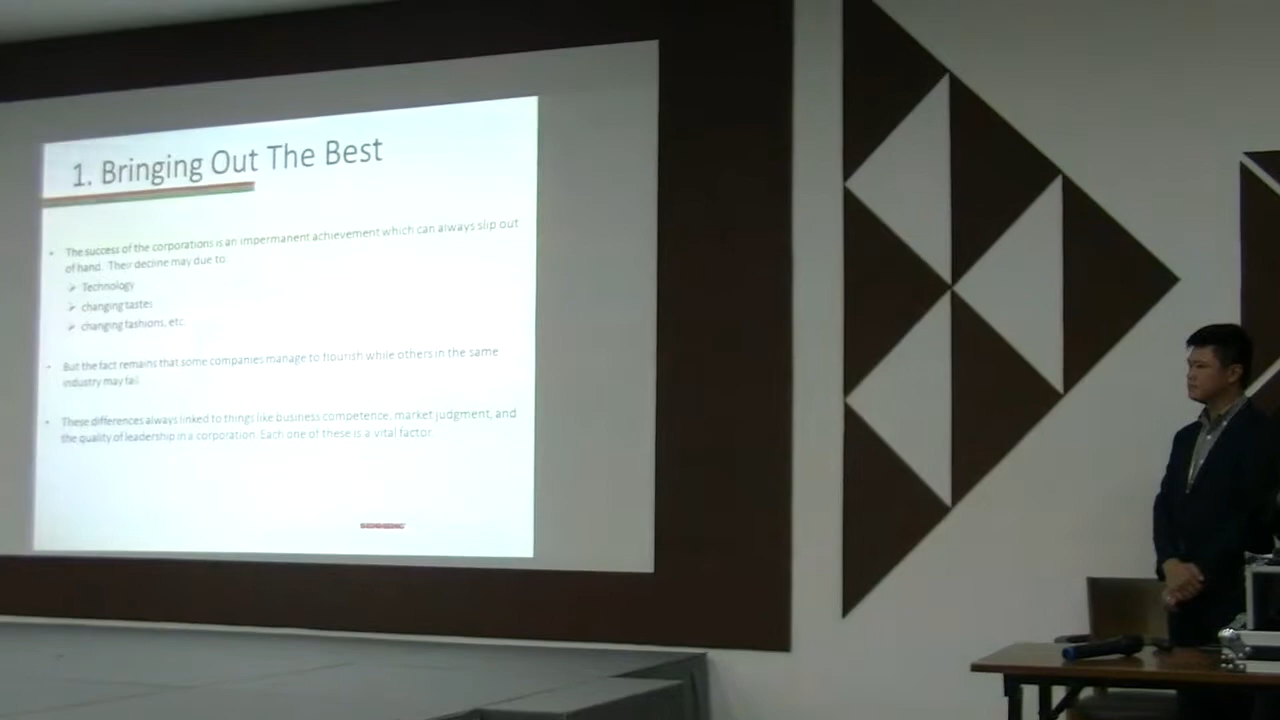 1. Bringing Out The Best
The success of the corporations is an impermanent achievement which can always slip out
of hand. Their decline may due to:
Technology
changing tastes
changing fashions, etc.
But the fact remains that some companies manage to flourish while others in the same
industry may fail.
These differences always linked to things like business competence, market judgment, and
the quality of leadership in a corporation. Each one of these is a vital factor.